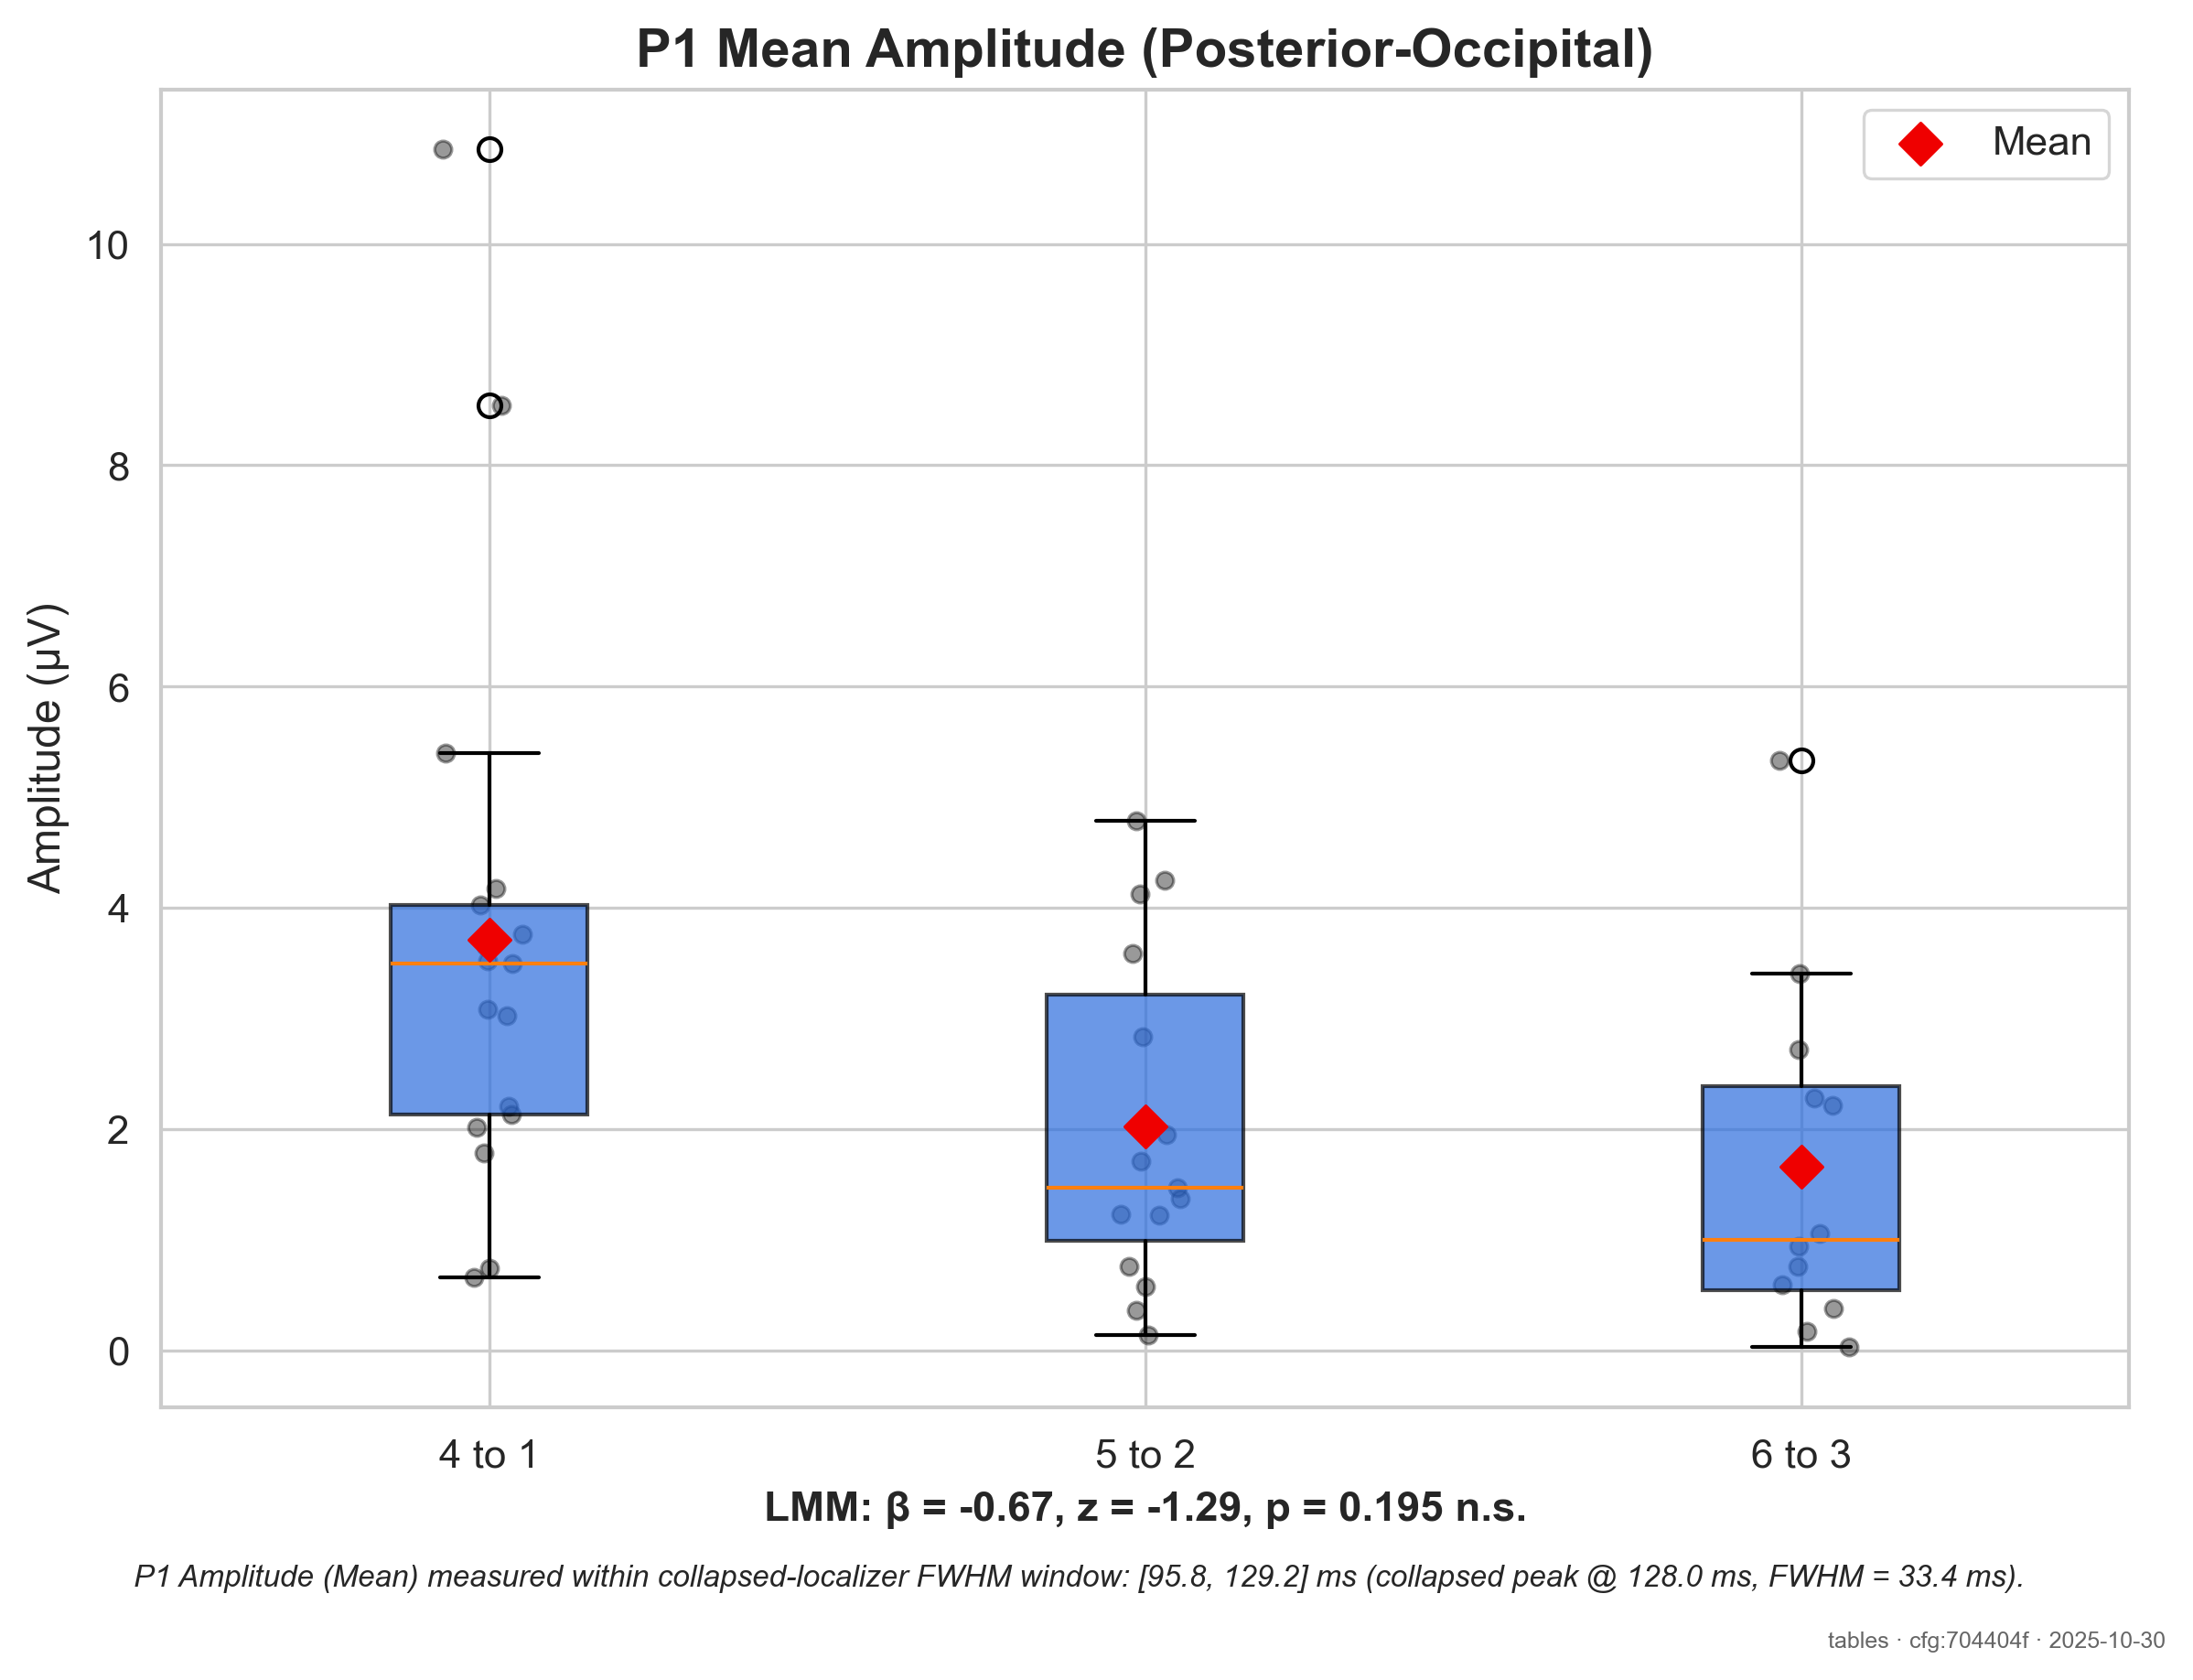 P1 Mean Amplitude (Posterior-Occipital)
Mean
Amplitude (µV)
10
8
6
4
2
0
4 to 1
5 to 2
6 to 3
LMM: β = -0.67, z = -1.29, p = 0.195 n.s.
P1 Amplitude (Mean) measured within collapsed-localizer FWHM window: [95.8, 129.2] ms (collapsed peak @ 128.0 ms, FWHM = 33.4 ms).
tables · cfg:704404f · 2025-10-30